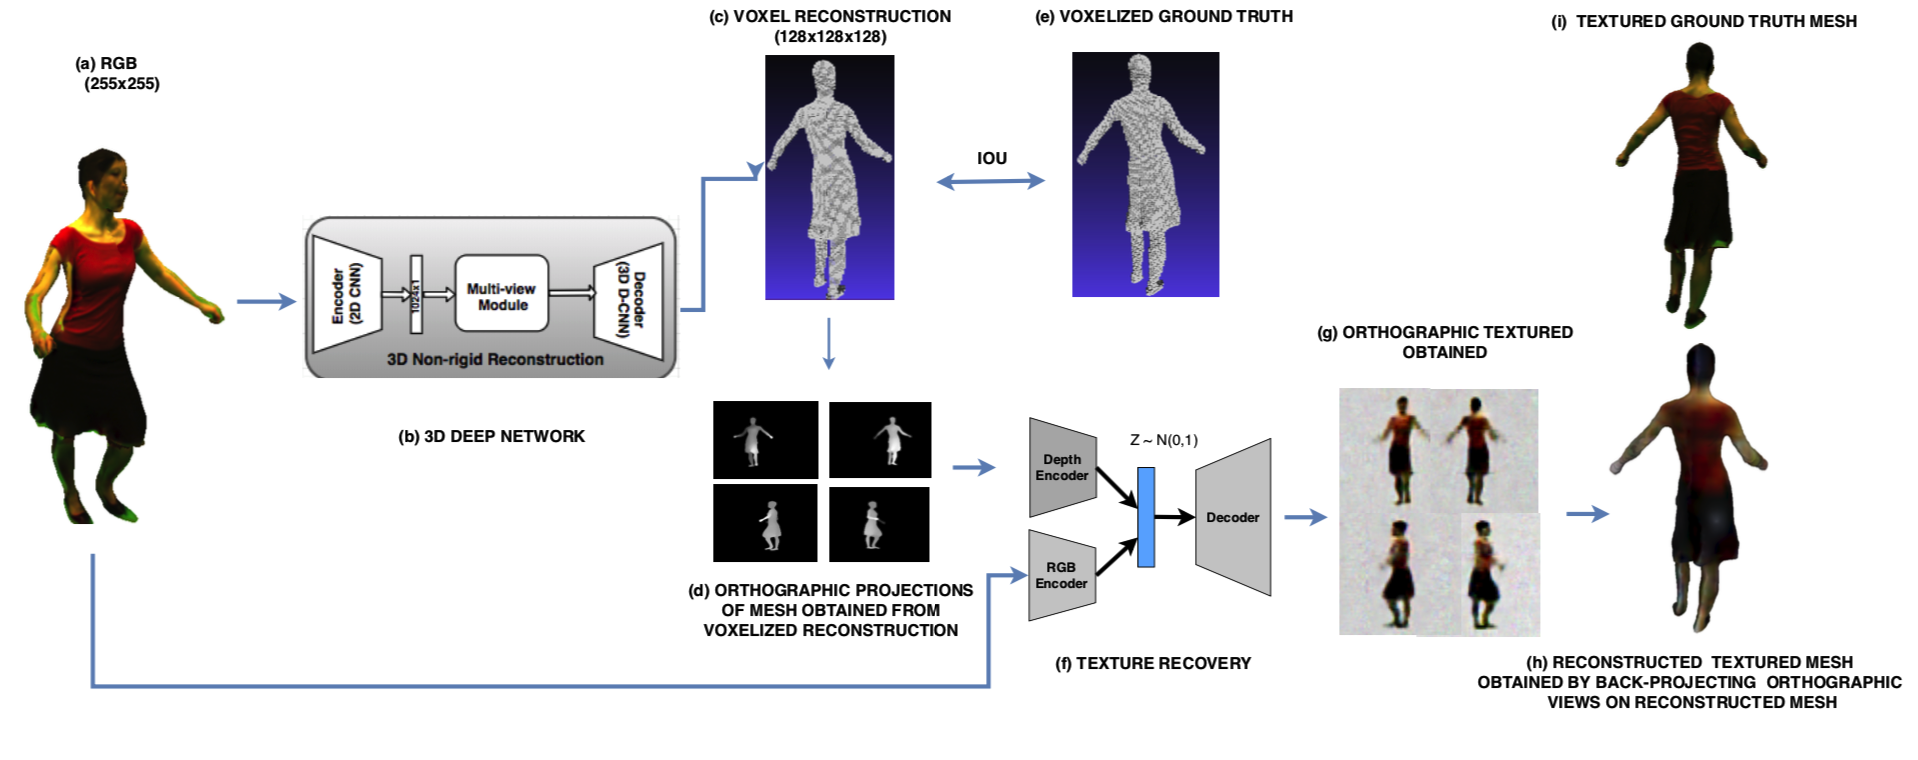 (a) RGB
(255x255)
Encoder
(2D CNN)
1024x1
Multi-view
Module
Decoder
(3D D-CNN)
3D Non-rigid Reconstruction
(b) 3D DEEP NETWORK
(c) VOXEL RECONSTRUCTION
(128x128x128)
IOU
(e) VOXELIZED GROUND TRUTH
(d) ORTHOGRAPHIC PROJECTIONS
OF MESH OBTAINED FROM
VOXELIZED RECONSTRUCTION
Depth
Encoder
RGB
Encoder
Z ~ N(0,1)
Decoder
(f) TEXTURE RECOVERY
(g) ORTHOGRAPHIC TEXTURED
OBTAINED
(i) TEXTURED GROUND TRUTH MESH
(h) RECONSTRUCTED TEXTURED MESH
OBTAINED BY BACK-PROJECTING ORTHOGRAPHIC
VIEWS ON RECONSTRUCTED MESH